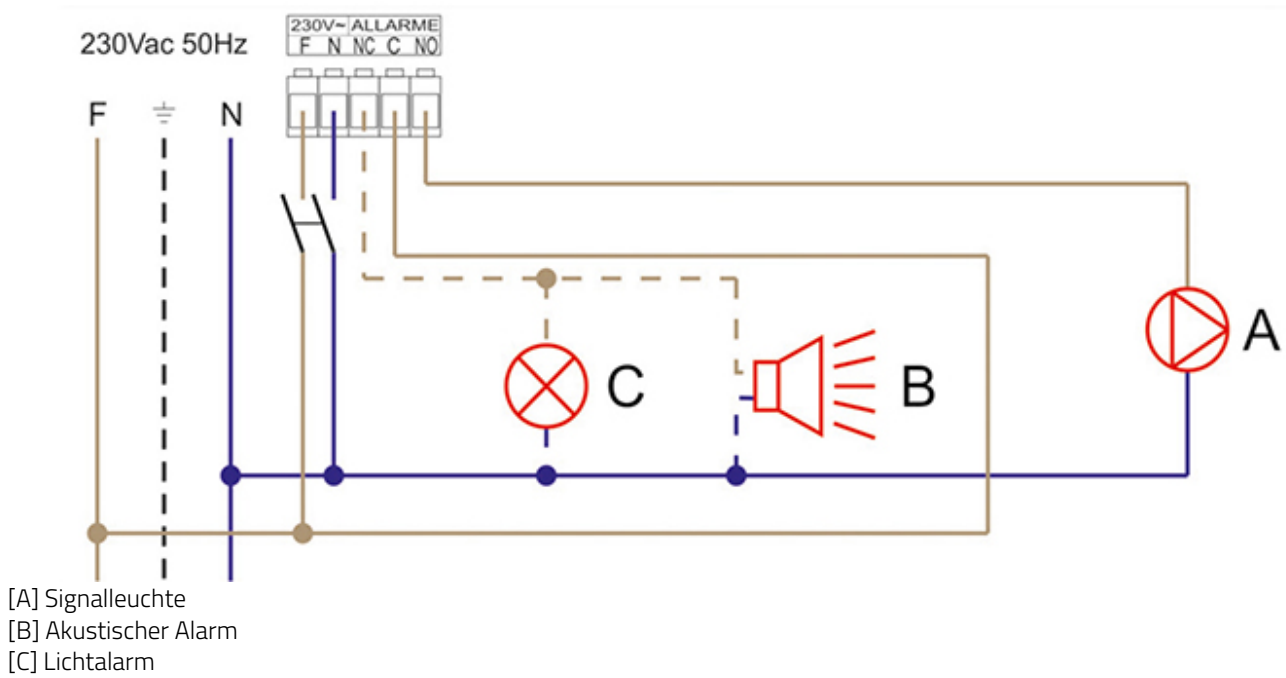 230V~ ALLARME
230Vac 50Hz
F N NC C NO
F N
A
C
B
[A] Signalleuchte
[B] Akustischer Alarm
[C] Lichtalarm